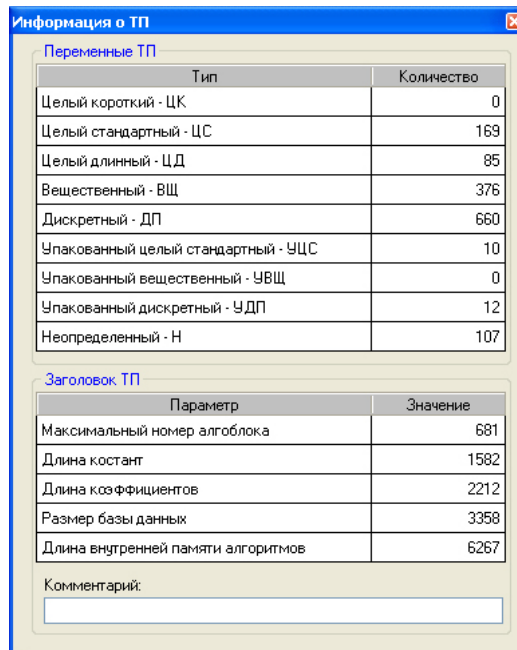 Информация о ТП
Переменные ТП
Тип Количество
Целый короткий - ЦК 0
Целый стандартный - ЦС 169
Целый длинный - ЦД 85
Вещественный - ВЩ 376
Дискретный - ДП 660
Упакованный целый стандартный - УЦС 10
Упакованный вещественный - УВЩ 0
Упакованный дискретный - УДП 12
Неопределенный - Н 107
Заголовок ТП
Параметр Значение
Максимальный номер алгоблока 681
Длина костант 1582
Длина коэффициентов 2212
Размер базы данных 3358
Длина внутренней памяти алгоритмов 6267
Комментарий: